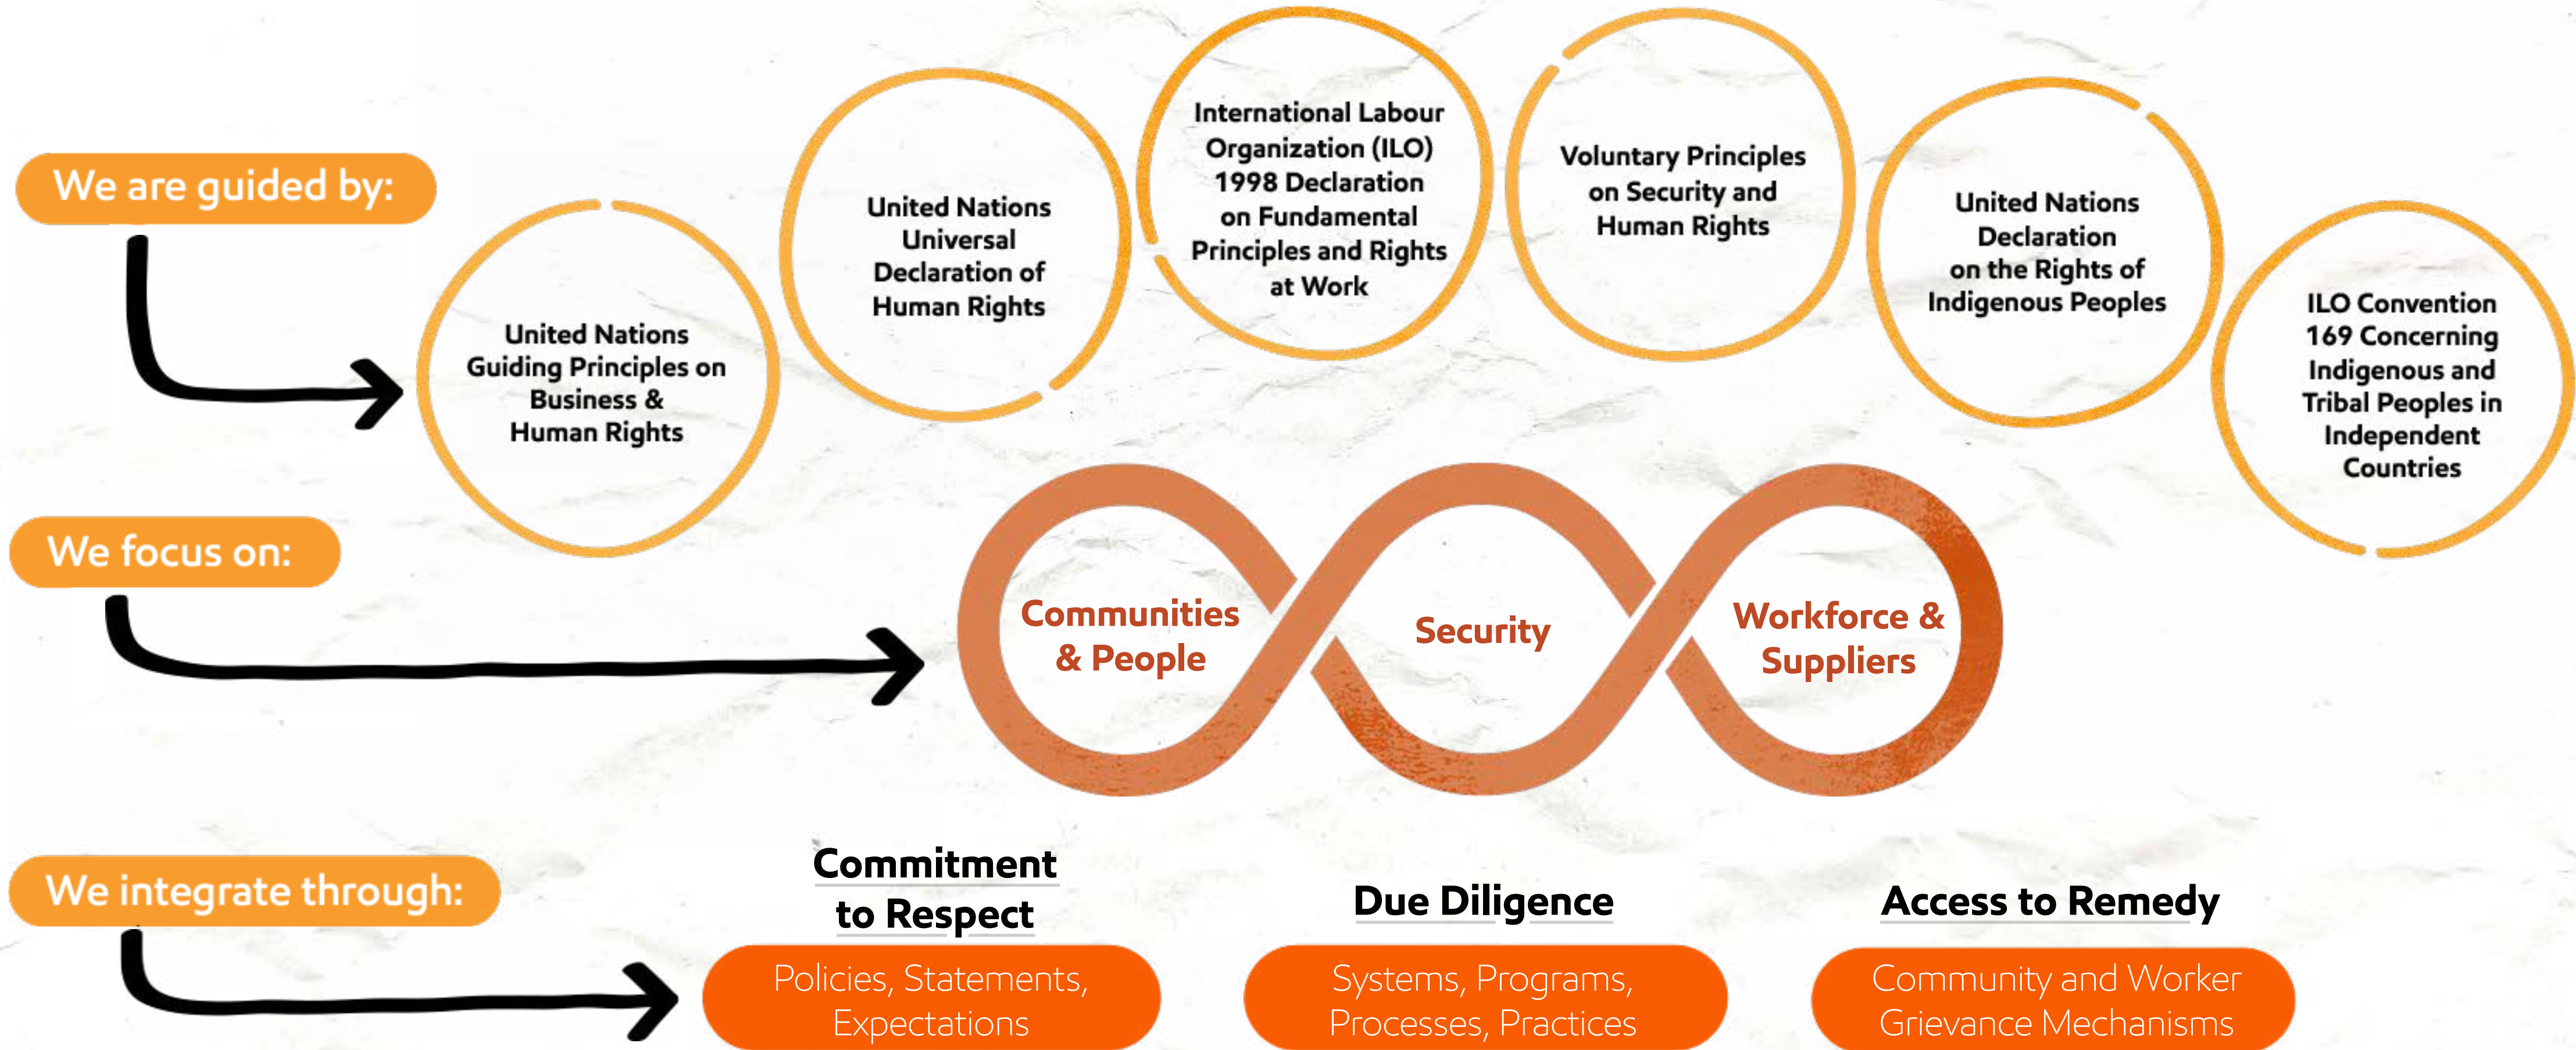 We are guided by:
United Nations
Guiding Principles on
Business &
Human Rights
United Nations
Universal
Declaration of
Human Rights
International Labour
Organization (ILO)
1998 Declaration
on Fundamental
Principles and Rights
at Work
Voluntary Principles
on Security and
Human Rights
United Nations
Declaration
on the Rights of
Indigenous Peoples
ILO Convention
169 Concerning
Indigenous and
Tribal Peoples in
Independent
Countries
We focus on:
Communities
& People
Security
Workforce &
Suppliers
We integrate through:
Commitment
to Respect
Policies, Statements,
Expectations
Due Diligence
Systems, Programs,
Processes, Practices
Access to Remedy
Community and Worker
Grievance Mechanisms